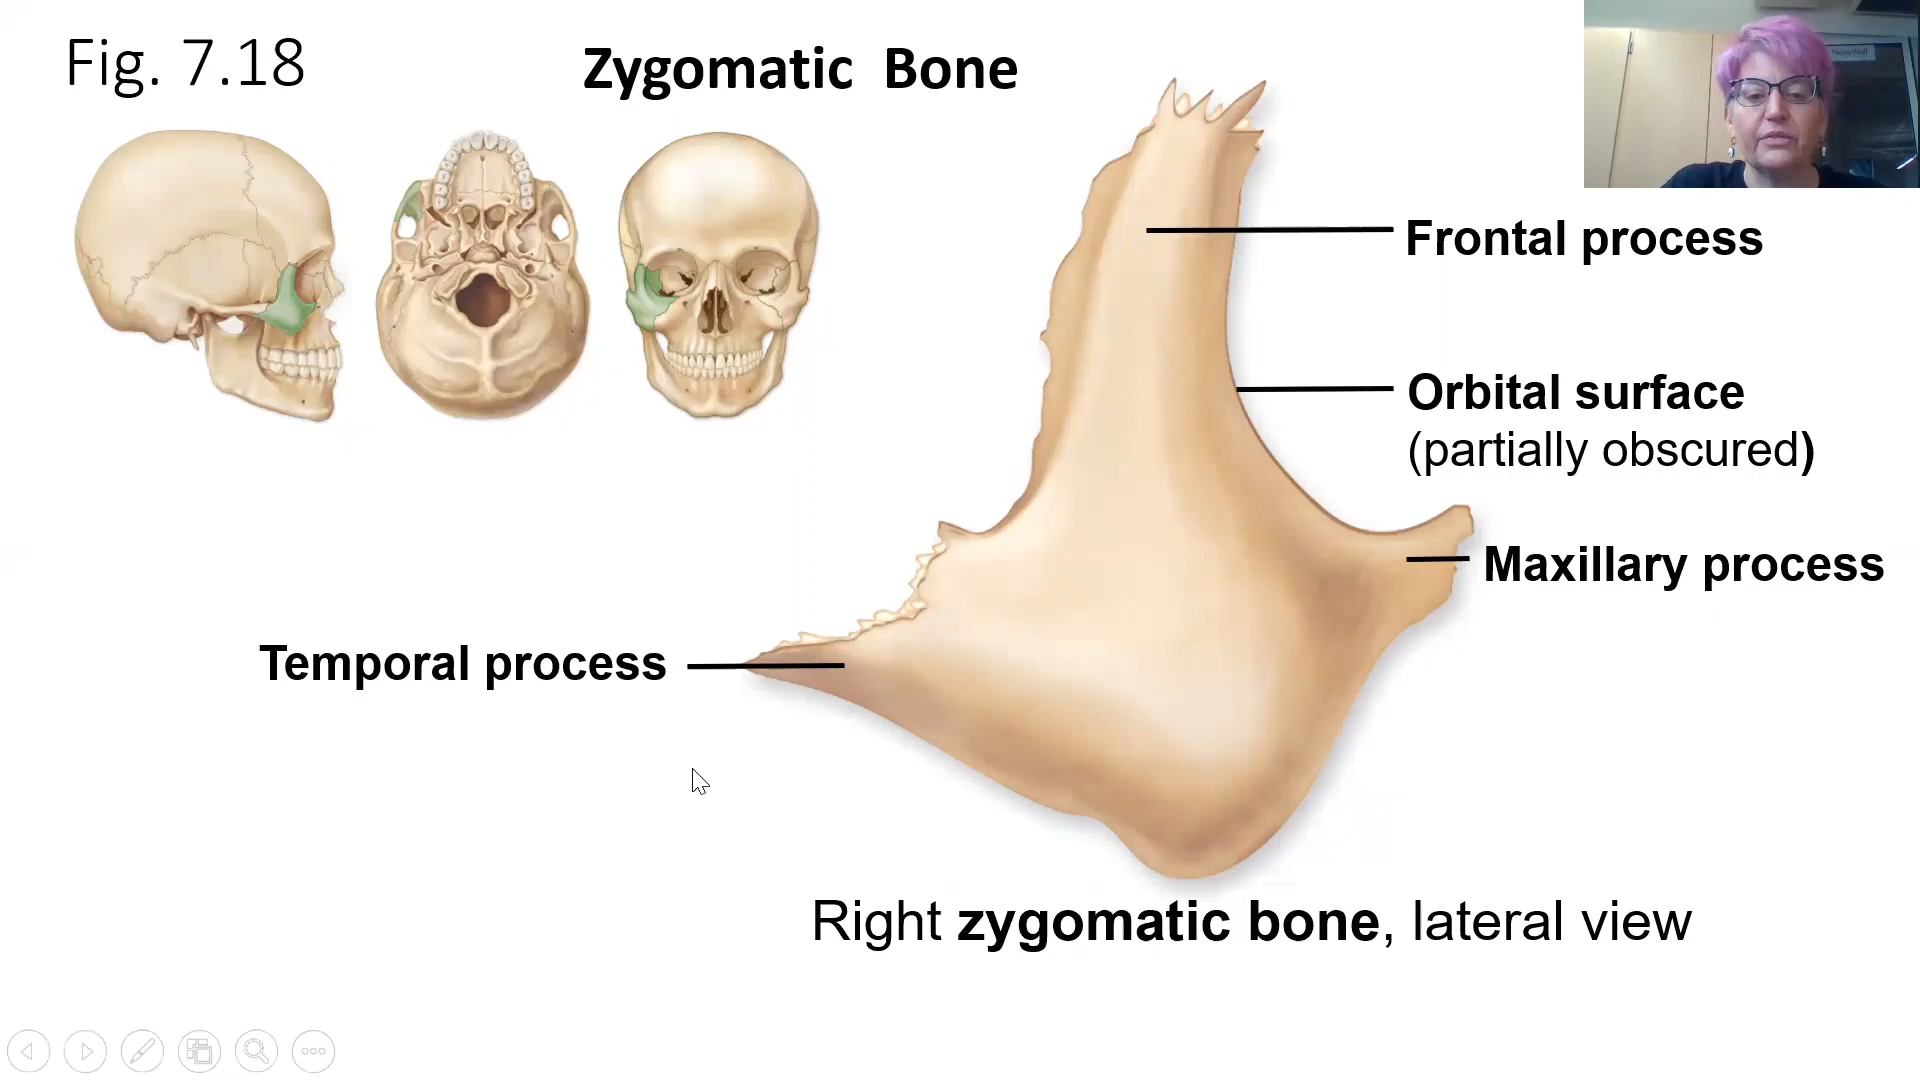 Fig. 7.18
Zygomatic Bone
Frontal process
Orbital surface
(partially obscured)
Maxillary process
Temporal process
Right zygomatic bone, lateral view